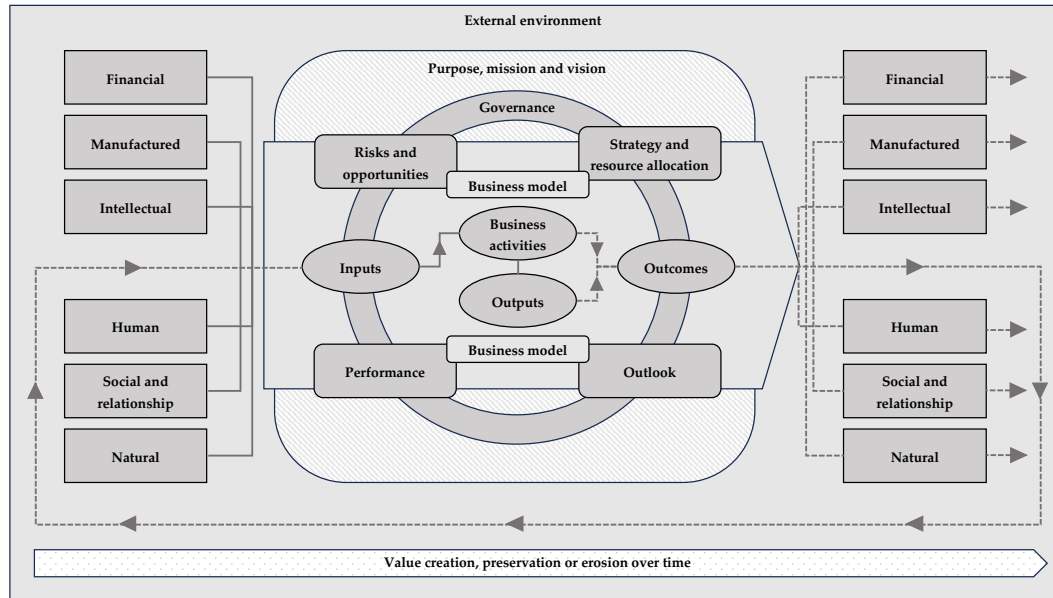 External environment
Financial
Manufactured
Intellectual
Human
Social and
relationship
Natural
Purpose, mission and vision
Governance
Risks and
opportunities
Strategy and
resource allocation
Business model
Business
activities
Inputs
Outputs
Outcomes
Business model
Performance
Outlook
Financial
Manufactured
Intellectual
Human
Social and
relationship
Natural
Value creation, preservation or erosion over time